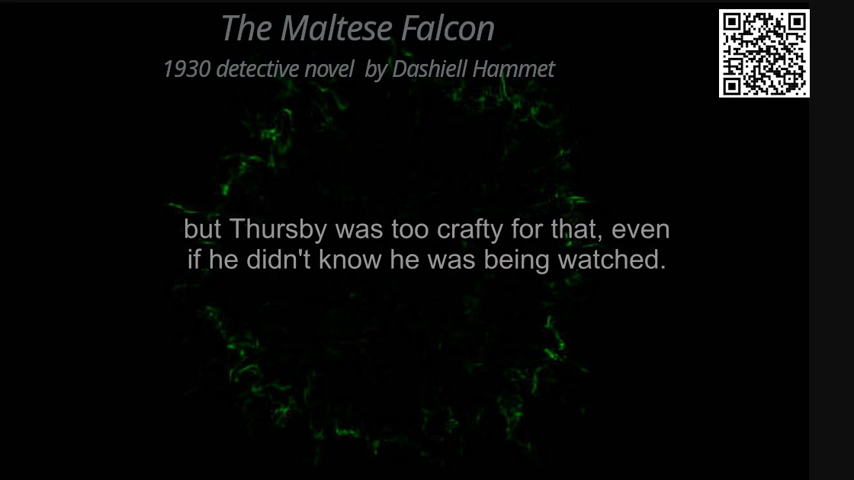 The Maltese Falcon
1930 detective novel  by Dashiell Hammet
but Thursby was too crafty for that, even
if he didn't know he was being watched.